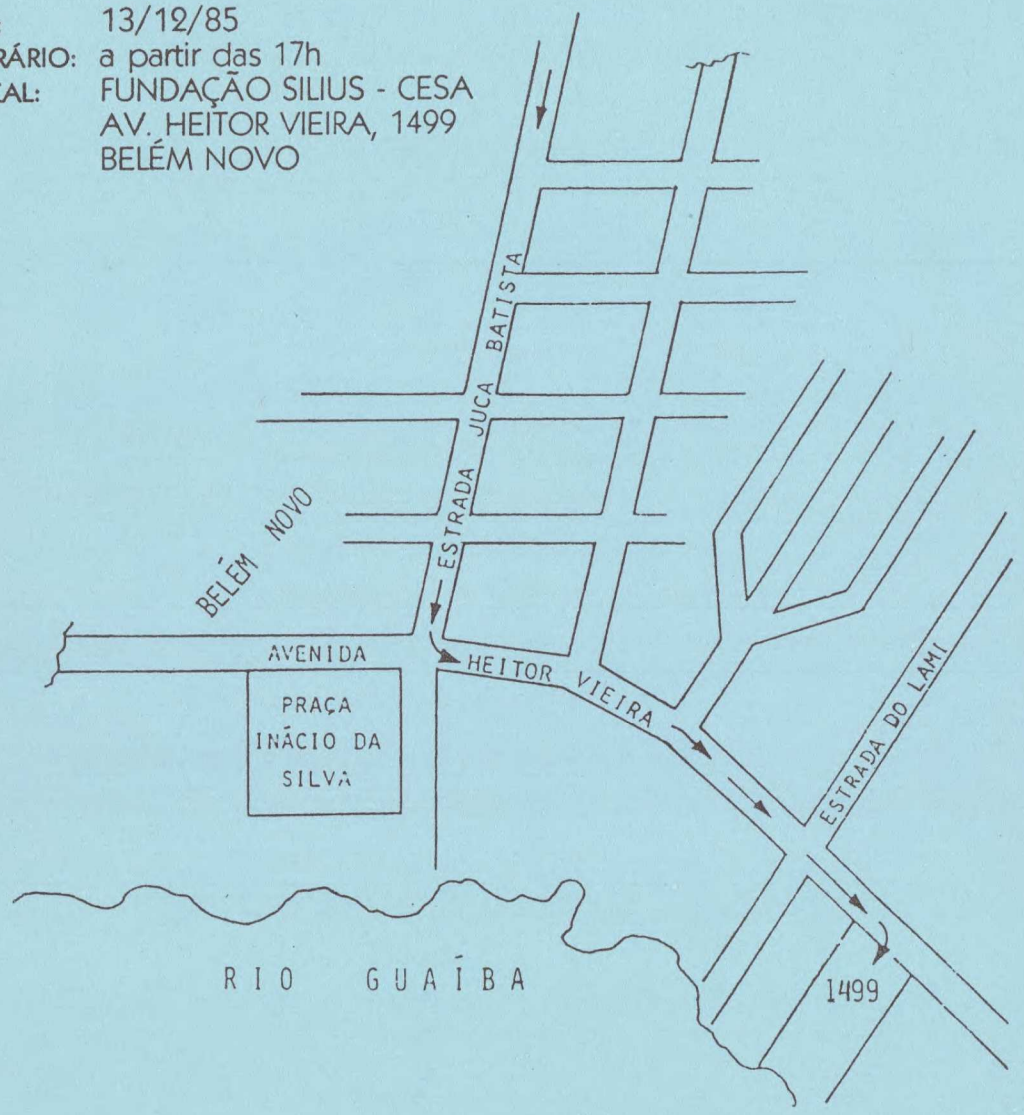 : 13/12/85
RÁRIO: a partir das 17h
AL: FUNDAÇÃO SILIUS - CESA
AV. HEITOR VIEIRA, 1499
BELÉM NOVO
ESTRADA JUCA BATISTA
BELÉM NOVO
AVENIDA HEITOR VIEIRA
PRAÇA
INÁCIO DA
SILVA
ESTRADA DO LAMI
RIO GUAÍBA
1499